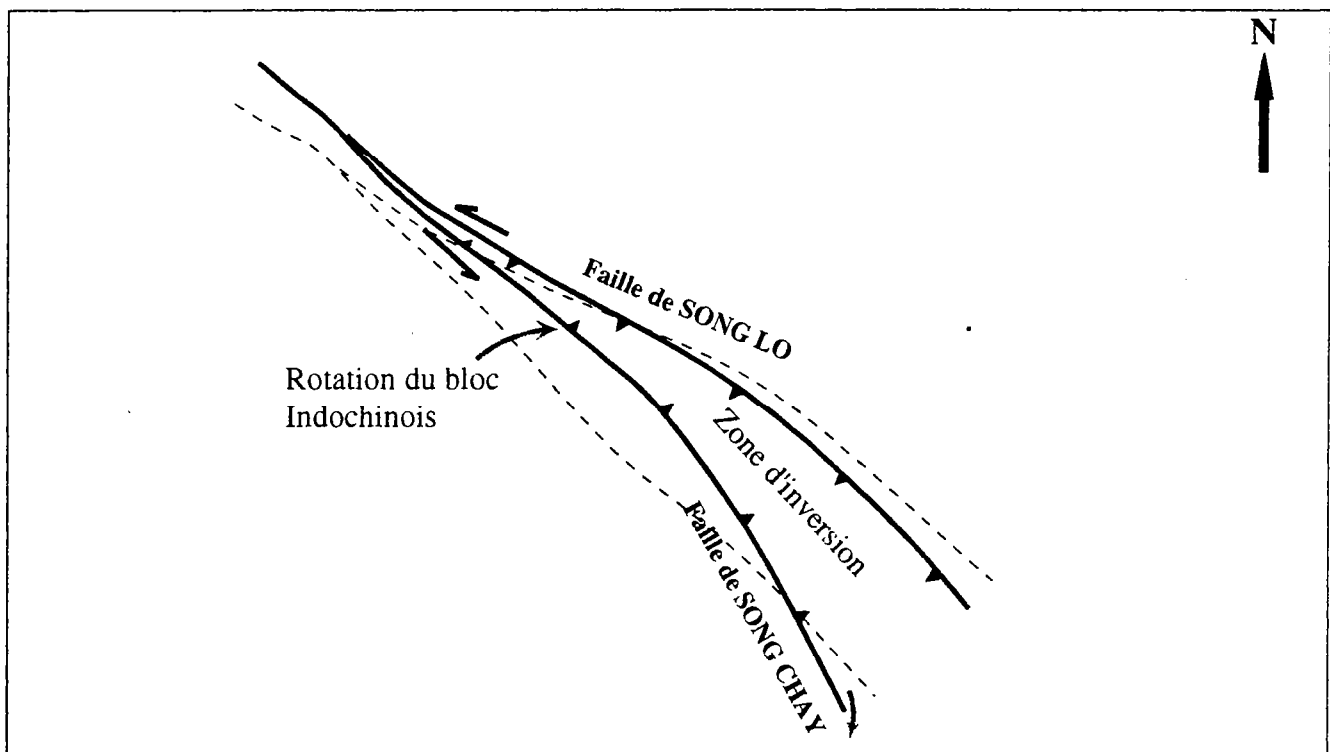 N
Faille de SONG LO
Rotation du bloc
Indochinois
Zone d'inversion
Faille de SONG CHAY